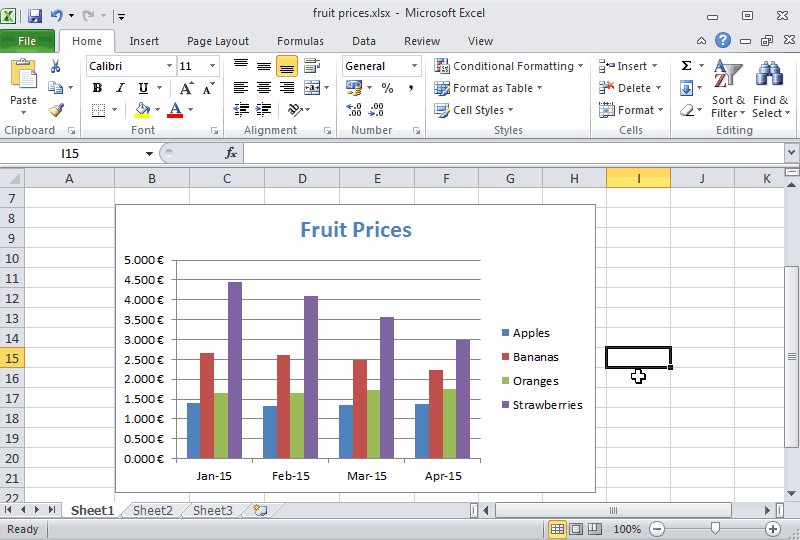 fruit prices.xlsx - Microsoft Excel
File Home Insert Page Layout Formulas Data Review View
Calibri 11 General Conditional Formatting Insert Σ
Paste B I U A A % , Format as Table Delete Sort & Filter Find & Select
A Cell Styles Format
Clipboard Font Alignment Number Styles Cells Editing
I15 fx
A B C D E F G H I J K
7
8
9
10
11
12
13
14
15
16
17
18
19
20
21
22
Fruit Prices
5.000 €
4.500 €
4.000 €
3.500 €
3.000 €
2.500 €
2.000 €
1.500 €
1.000 €
0.500 €
0.000 €
Jan-15 Feb-15 Mar-15 Apr-15
Apples
Bananas
Oranges
Strawberries
Sheet1 Sheet2 Sheet3
Ready 100%